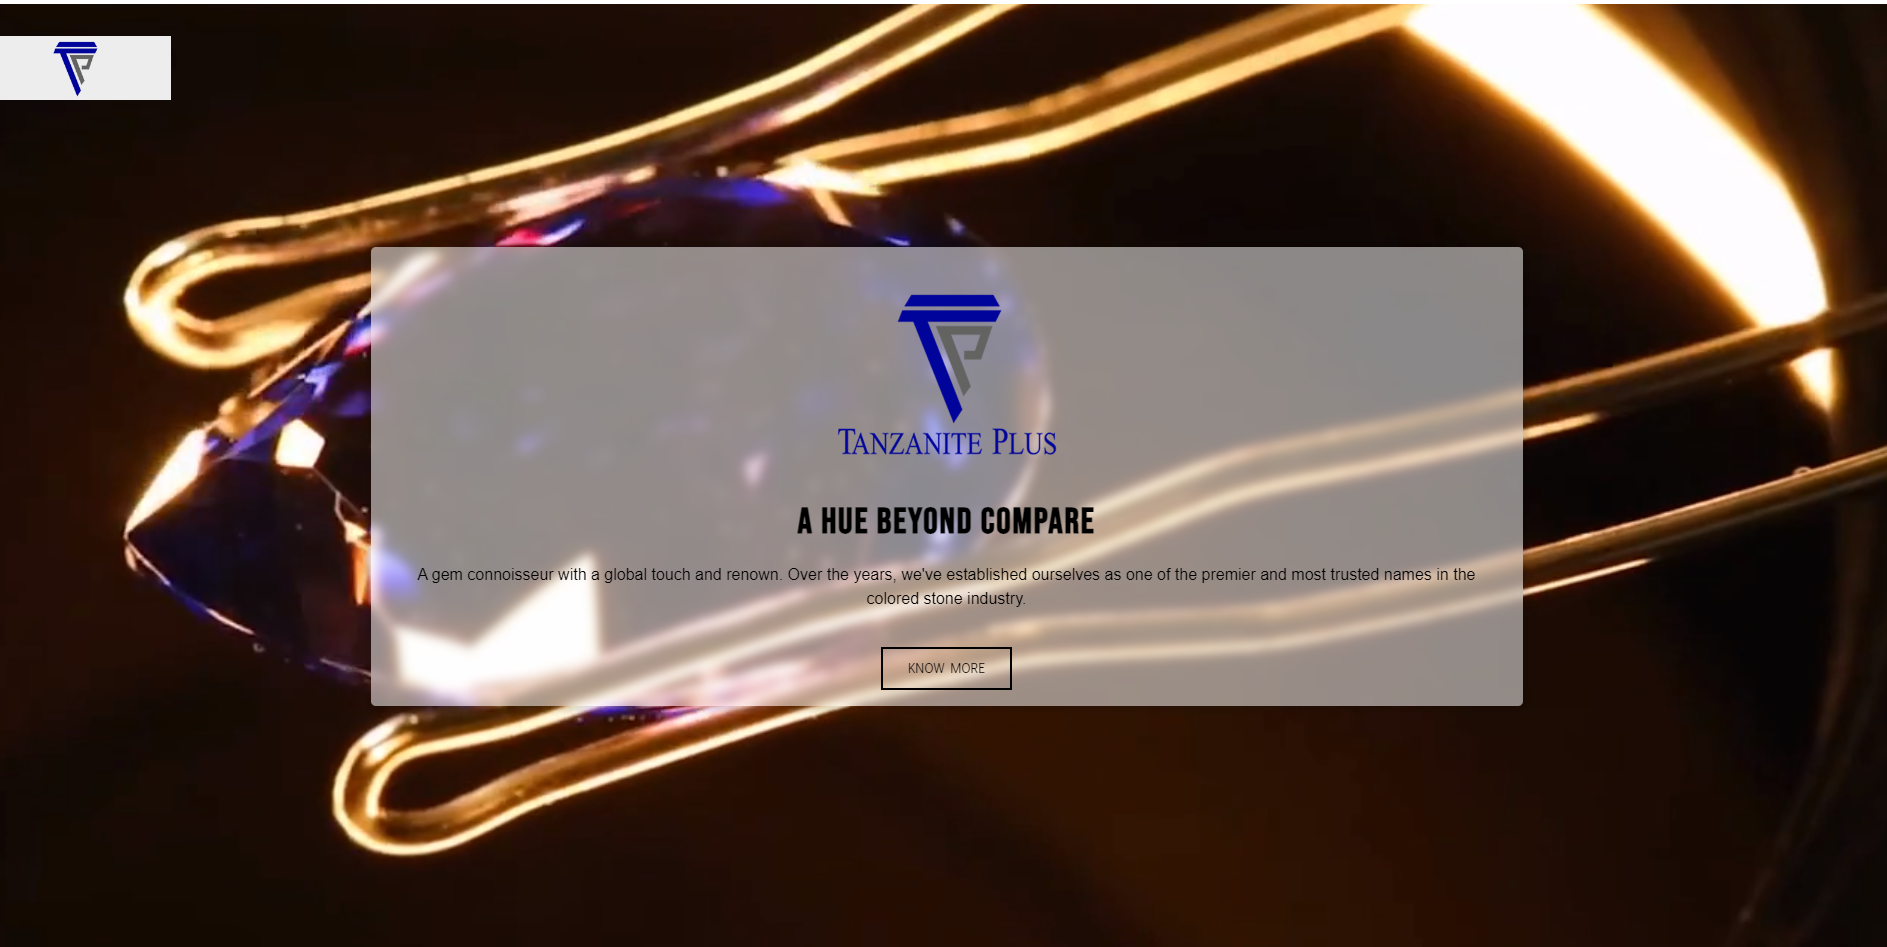 TANZANITE PLUS
A HUE BEYOND COMPARE
A gem connoisseur with a global touch and renown. Over the years, we've established ourselves as one of the premier and most trusted names in the
colored stone industry.
KNOW MORE